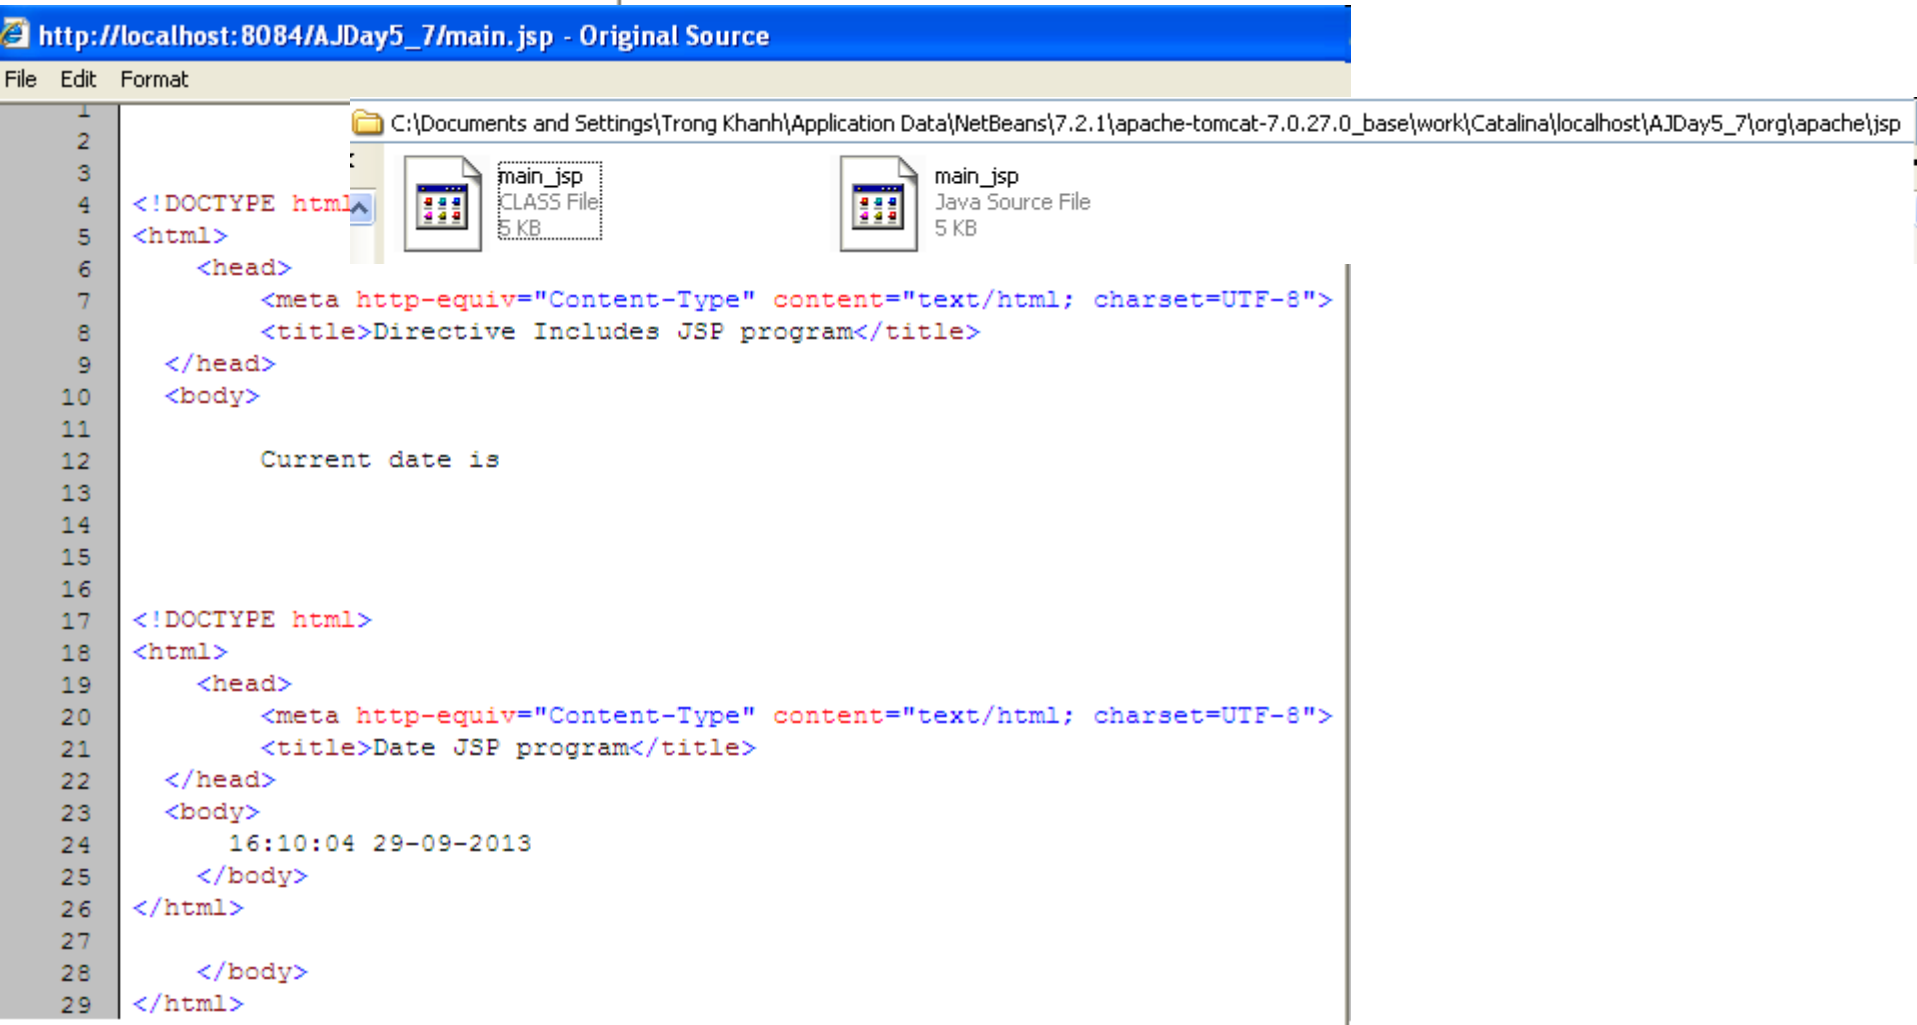 http://localhost:8084/AJDay5_7/main.jsp - Original Source
File Edit Format
C:\Documents and Settings\Trong Khanh\Application Data\NetBeans\7.2.1\apache-tomcat-7.0.27.0_base\work\Catalina\localhost\AJDay5_7\org\apache\jsp
main_jsp
CLASS File
5 KB
main_jsp
Java Source File
5 KB
1
2
3
4 <!DOCTYPE html
5 <html>
6 <head>
7 <meta http-equiv="Content-Type" content="text/html; charset=UTF-8">
8 <title>Directive Includes JSP program</title>
9 </head>
10 <body>
11
12 Current date is
13
14
15
16
17 <!DOCTYPE html>
18 <html>
19 <head>
20 <meta http-equiv="Content-Type" content="text/html; charset=UTF-8">
21 <title>Date JSP program</title>
22 </head>
23 <body>
24 16:10:04 29-09-2013
25 </body>
26 </html>
27
28 </body>
29 </html>